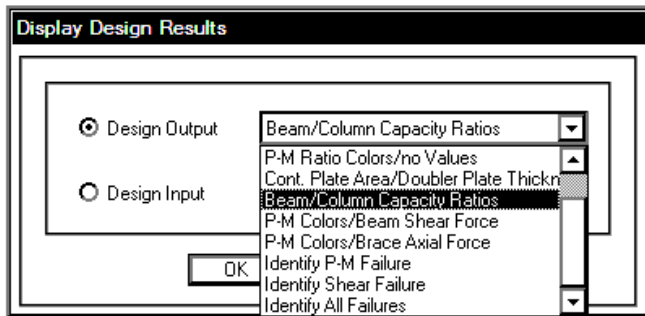 Display Design Results
Design Output
Beam/Column Capacity Ratios
P-M Ratio Colors/no Values
Cont. Plate Area/Doubler Plate Thickn
Design Input
Beam/Column Capacity Ratios
P-M Colors/Beam Shear Force
P-M Colors/Brace Axial Force
OK
Identify P-M Failure
Identify Shear Failure
Identify All Failures